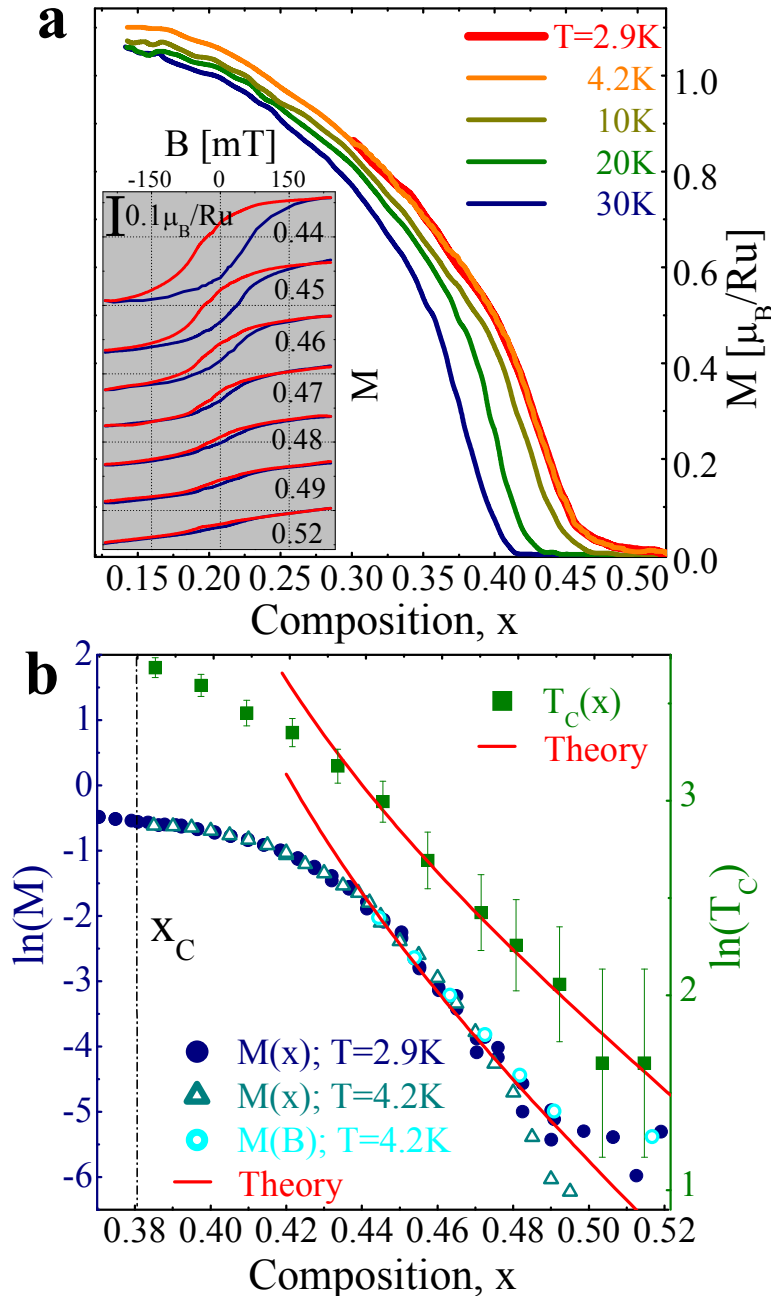 a
T=2.9K
4.2K
10K
20K
30K
B [mT]
-150 0 150
0.1μB/Ru
0.44
0.45
0.46
0.47
0.48
0.49
0.52
M
1.0
0.8
0.6
0.4
0.2
0.0
M [μB/Ru]
0.15 0.20 0.25 0.30 0.35 0.40 0.45 0.50
Composition, x
b
2
1
0
-1
-2
-3
-4
-5
-6
ln(M)
TC(x)
Theory
xC
M(x); T=2.9K
M(x); T=4.2K
M(B); T=4.2K
Theory
3
2
1
ln(TC)
0.38 0.40 0.42 0.44 0.46 0.48 0.50 0.52
Composition, x